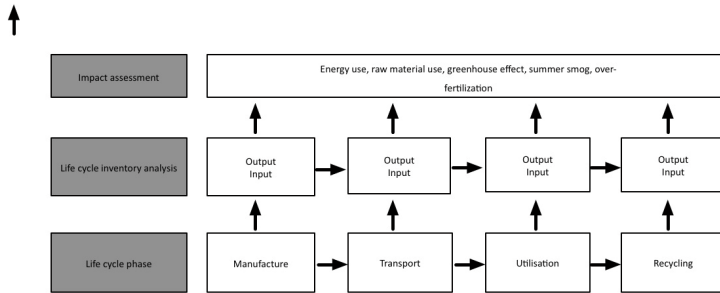 Impact assessment
Energy use, raw material use, greenhouse effect, summer smog, over-
fertilization
Life cycle inventory analysis
Output
Input
Output
Input
Output
Input
Output
Input
Life cycle phase
Manufacture
Transport
Utilisation
Recycling